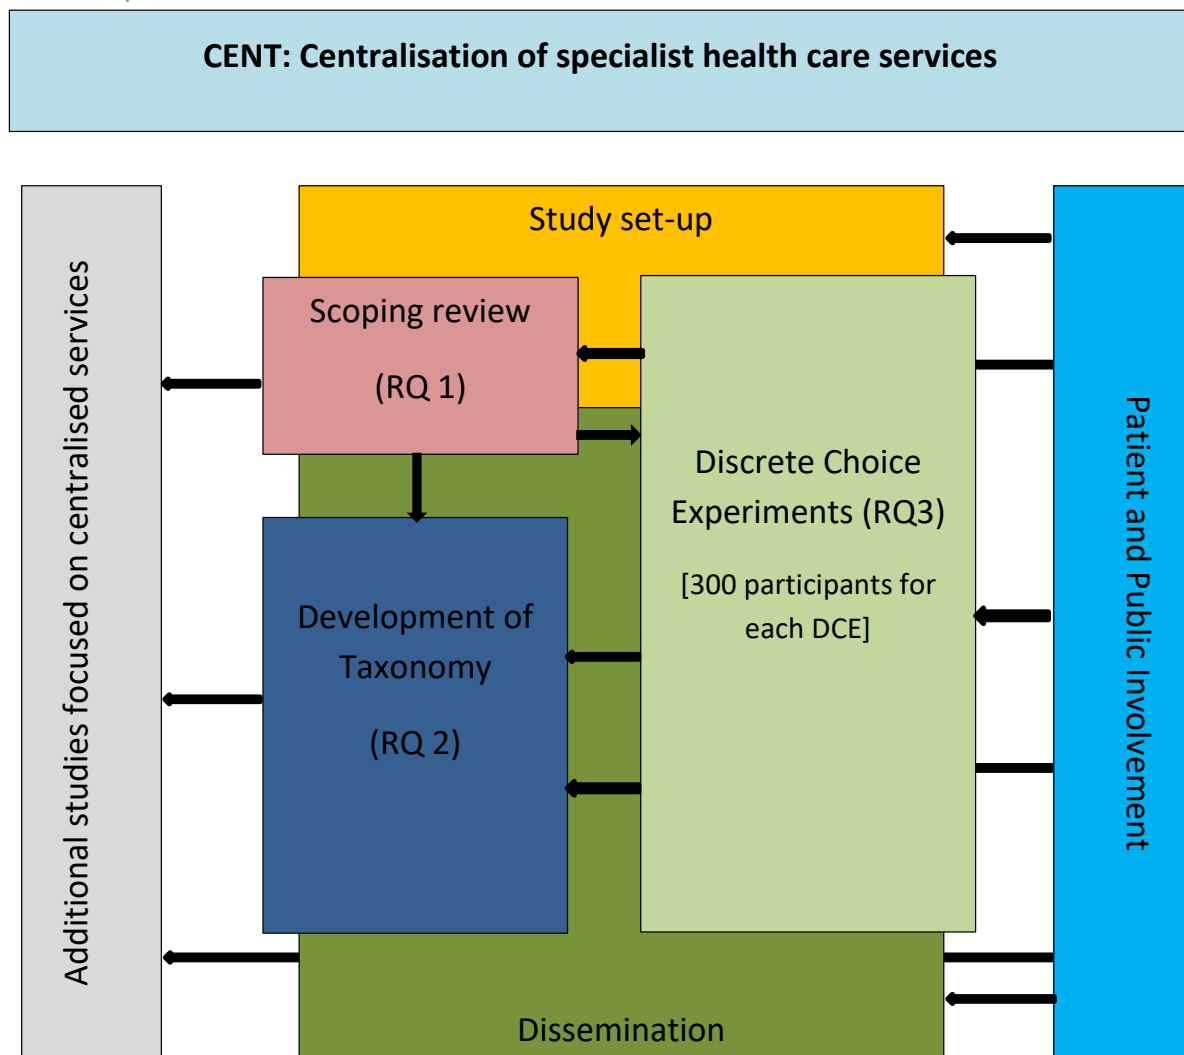 CENT: Centralisation of specialist health care services
Additional studies focused on centralised services
Study set-up
Scoping review
(RQ 1)
Discrete Choice
Experiments (RQ3)
[300 participants for
each DCE]
Development of
Taxonomy
(RQ 2)
Dissemination
Patient and Public Involvement